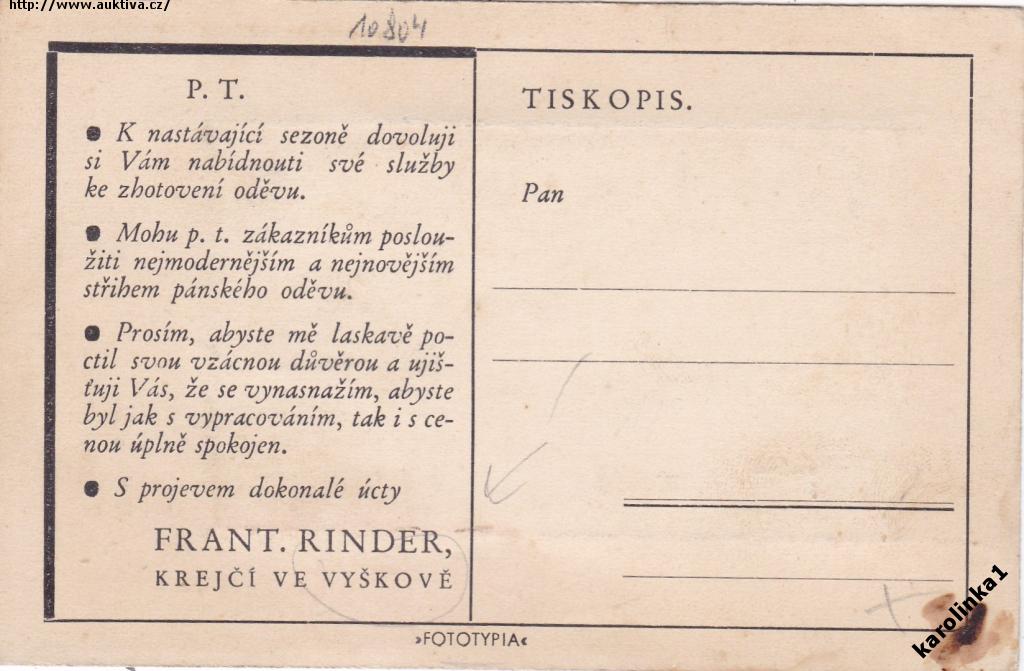 http://www.auktiva.cz/
10804
P. T.
● K nastávající sezoně dovoluji
si Vám nabídnouti své služby
ke zhotovení oděvu.
● Mohu p. t. zákazníkům poslou-
žiti nejmodernějším a nejnovějším
střihem pánského oděvu.
● Prosím, abyste mě laskavě po-
ctil svou vzácnou důvěrou a ujiš-
ťuji Vás, že se vynasnažím, abyste
byl jak s vypracováním, tak i s ce-
nou úplně spokojen.
● S projevem dokonalé úcty
FRANT. RINDER,
KREJČÍ VE VYŠKOVĚ
TISKOPIS.
Pan
»FOTOTYPIA«
karolinka1